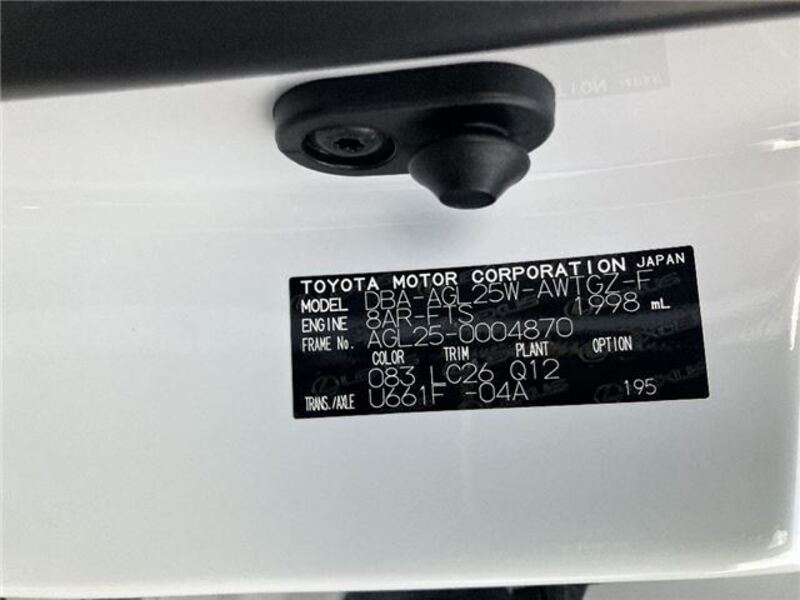 TOYOTA MOTOR CORPORATION JAPAN
MODEL DBA-AGL25W-AWTGZ-F
ENGINE 8AR-FTS 1998 mL
FRAME No. AGL25-0004870
COLOR TRIM PLANT OPTION
083 LC26 Q12
TRANS./AXLE U661F -04A 195